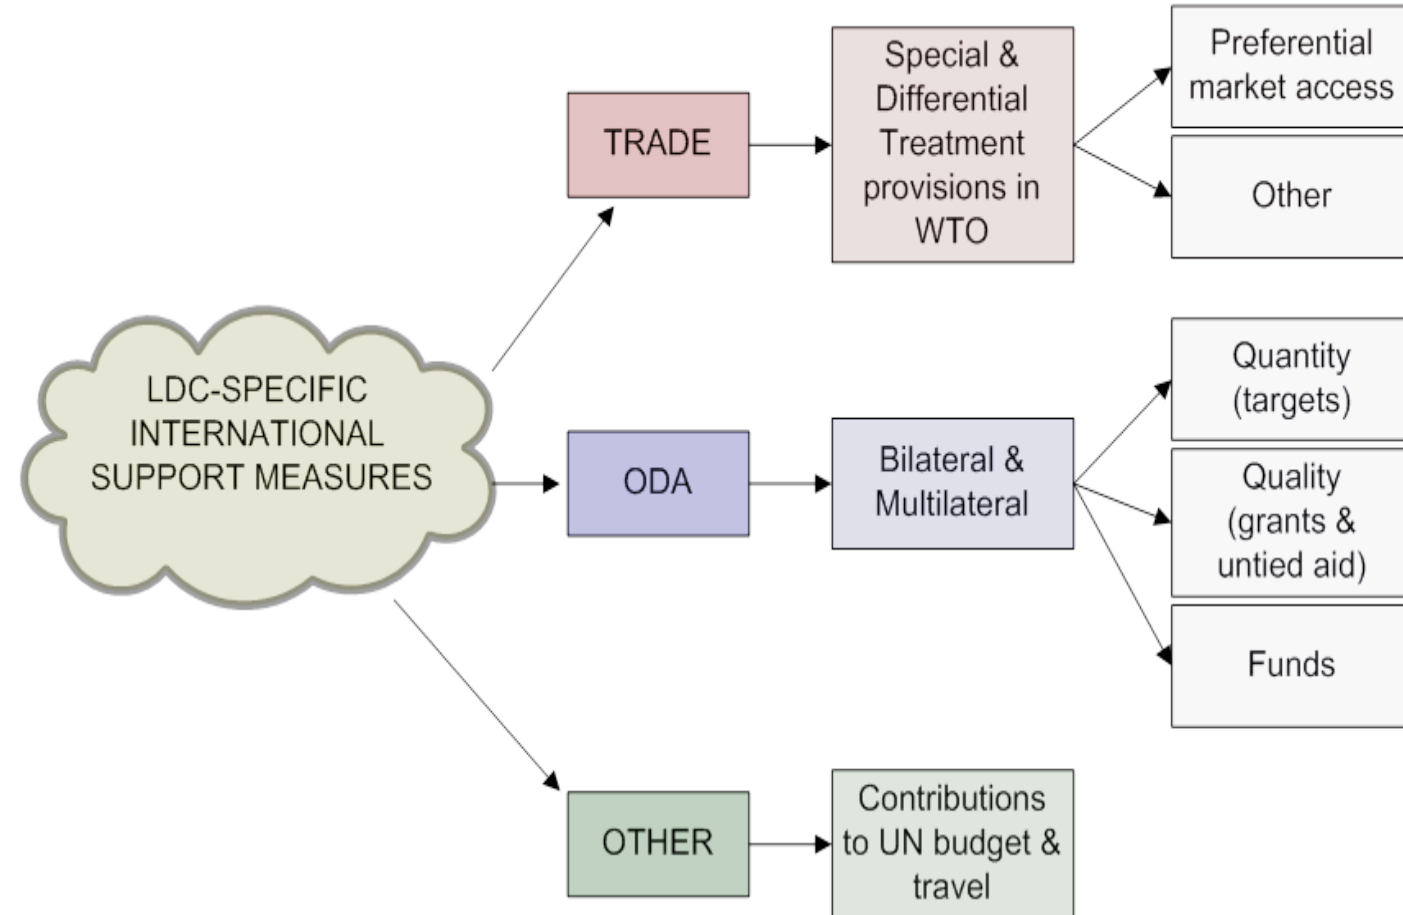 Special &
Differential
Treatment
provisions in
WTO
Preferential
market access
TRADE
Other
LDC-SPECIFIC
INTERNATIONAL
SUPPORT MEASURES
ODA
Bilateral &
Multilateral
Quantity
(targets)
Quality
(grants &
untied aid)
Funds
OTHER
Contributions
to UN budget &
travel